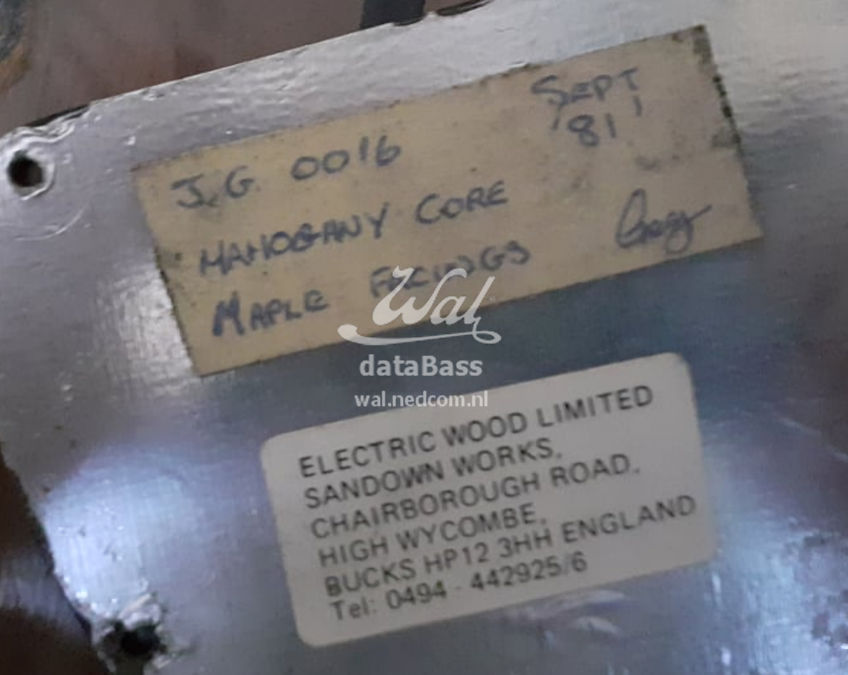 J.G. 0016 SEPT
'81'
MAHOGANY CORE
MAPLE FACINGS
Wal
dataBass
wal.nedcom.nl
ELECTRIC WOOD LIMITED
SANDOWN WORKS,
CHAIRBOROUGH ROAD,
HIGH WYCOMBE,
BUCKS HP12 3HH ENGLAND
Tel: 0494 - 442925/6